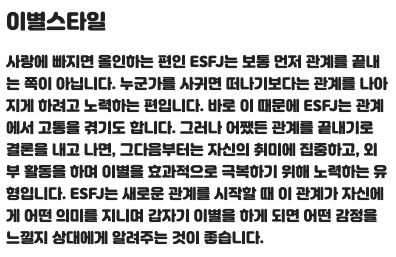 이별스타일
사랑에 빠지면 올인하는 편인 ESFJ는 보통 먼저 관계를 끝내
는 쪽이 아닙니다. 누군가를 사귀면 떠나기보다는 관계를 나아
지게 하려고 노력하는 편입니다. 바로 이 때문에 ESFJ는 관계
에서 고통을 겪기도 합니다. 그러나 어쨌든 관계를 끝내기로
결론을 내고 나면, 그다음부터는 자신의 취미에 집중하고, 외
부 활동을 하며 이별을 효과적으로 극복하기 위해 노력하는 유
형입니다. ESFJ는 새로운 관계를 시작할 때 이 관계가 자신에
게 어떤 의미를 지니며 갑자기 이별을 하게 되면 어떤 감정을
느낄지 상대에게 알려주는 것이 좋습니다.